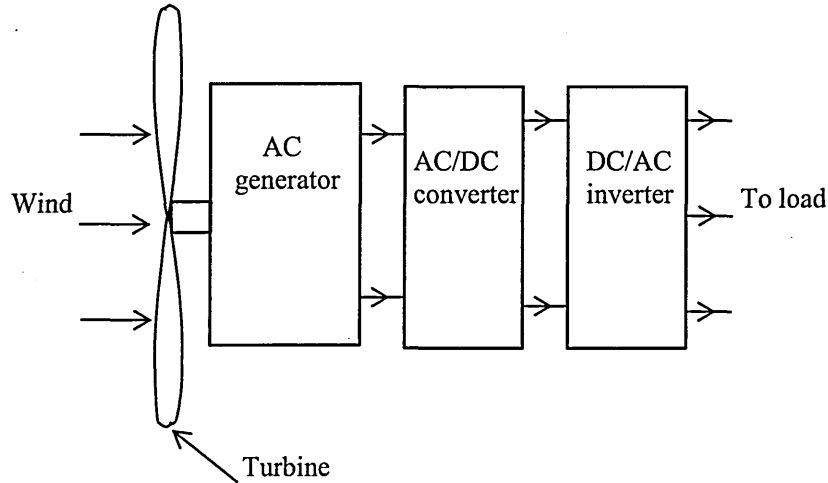 AC
generator
AC/DC
converter
DC/AC
inverter
Wind
To load
Turbine